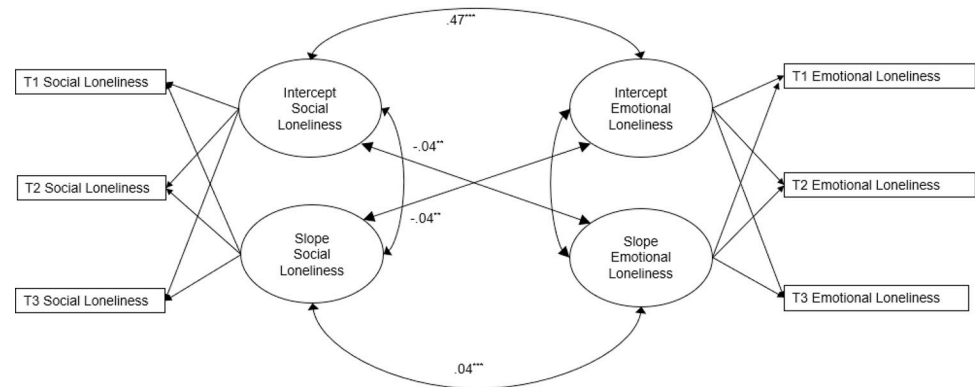 .47***
T1 Social Loneliness
Intercept
Social
Loneliness
Intercept
Emotional
Loneliness
T1 Emotional Loneliness
-.04**
T2 Social Loneliness
T2 Emotional Loneliness
-.04**
Slope
Social
Loneliness
Slope
Emotional
Loneliness
T3 Social Loneliness
T3 Emotional Loneliness
.04***